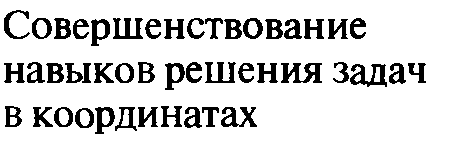 Совершенствование
навыков решения задач
в координатах